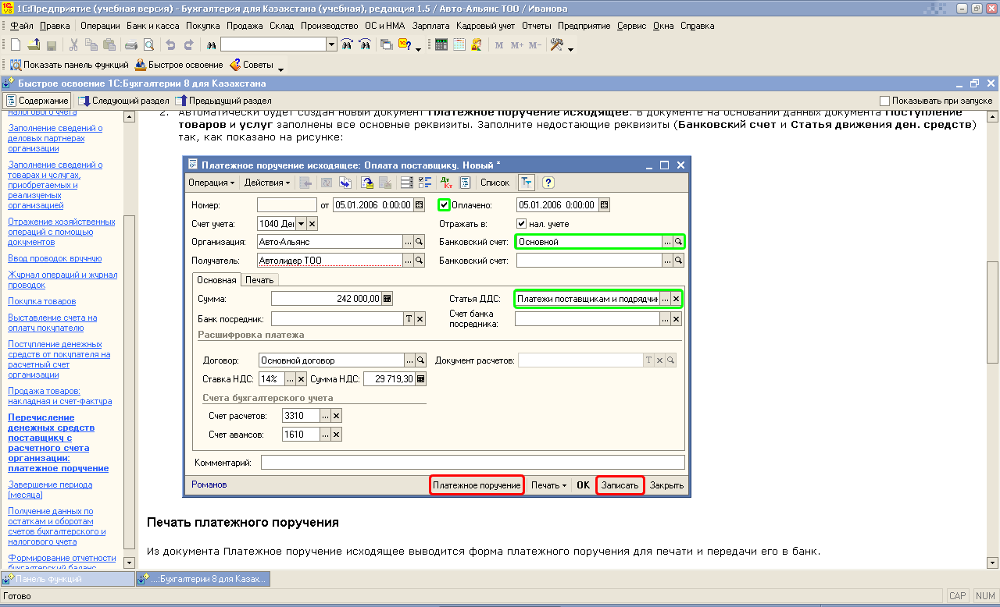 1С:Предприятие (учебная версия) - Бухгалтерия для Казахстана (учебная), редакция 1.5 / Авто-Альянс ТОО / Иванова
Файл Правка Операции Банк и касса Покупка Продажа Склад Производство ОС и НМА Зарплата Кадровый учет Отчеты Предприятие Сервис Окна Справка
M M+ M-
Показать панель функций Быстрое освоение Советы
Быстрое освоение 1С:Бухгалтерии 8 для Казахстана
Содержание Следующий раздел Предыдущий раздел Показывать при запуске
налогового учета
Заполнение сведений о
деловых партнерах
организации
Заполнение сведений о
товарах и услугах,
приобретаемых и
реализуемых
организацией
Отражение хозяйственных
операций с помощью
документов
Ввод проводок вручную
Журнал операций и журнал
проводок
Покупка товаров
Выставление счета на
оплату покупателю
Поступление денежных
средств от покупателя на
расчетный счет
организации
Продажа товаров:
накладная и счет-фактура
Перечисление
денежных средств
поставщику с
расчетного счета
организации:
платежное поручение
Завершение периода
(месяца)
Получение данных по
остаткам и оборотам
счетов бухгалтерского и
налогового учета
Формирование отчетности
бухгалтерский баланс
2. Автоматически будет создан новый документ Платежное поручение исходящее. В документе на основании данных документа Поступление
товаров и услуг заполнены все основные реквизиты. Заполните недостающие реквизиты (Банковский счет и Статья движения ден. средств)
так, как показано на рисунке:
Платежное поручение исходящее: Оплата поставщику. Новый *
Операция Действия Дт Кт Список ?
Номер: от 05.01.2006 0:00:00 Оплачено: 05.01.2006 0:00:00
Счет учета: 1040 Ден Отражать в: нал. учете
Организация: Авто-Альянс ... Банковский счет: Основной ...
Получатель: Автолидер ТОО ... Банковский счет: ...
Основная Печать
Сумма: 242 000,00 Статья ДДС: Платежи поставщикам и подрядчик ... ×
Банк посредник: T × Счет банка
посредника: ... ×
Расшифровка платежа
Договор: Основной договор ... Документ расчетов: T ×
Ставка НДС: 14% ... × Сумма НДС: 29 719,30
Счета бухгалтерского учета
Счет расчетов: 3310 ... ×
Счет авансов: 1610 ... ×
Комментарий:
Романов Платежное поручение Печать OK Записать Закрыть
Печать платежного поручения
Из документа Платежное поручение исходящее выводится форма платежного поручения для печати и передачи его в банк.
Панель функций ...:Бухгалтерии 8 для Казах...
Готово CAP NUM